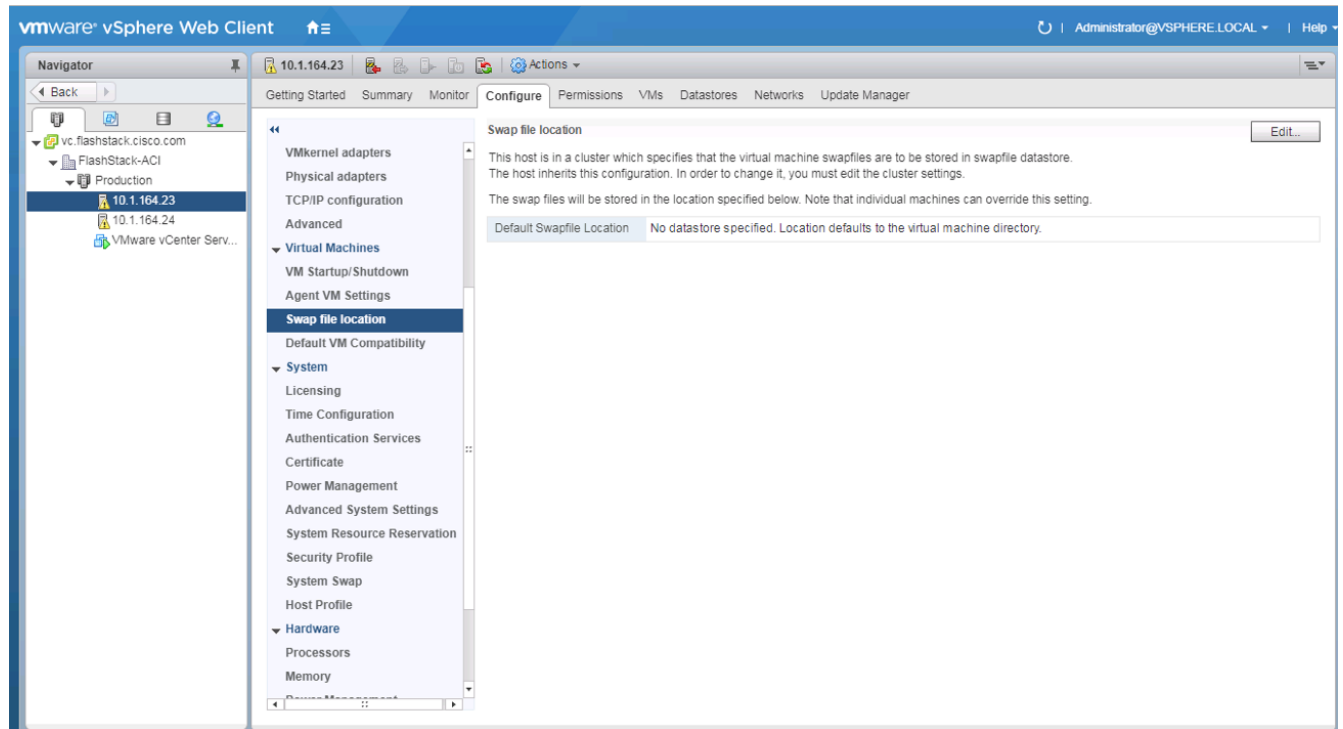 vmware® vSphere Web Client
Administrator@VSPHERE.LOCAL | Help
Navigator
Back
vc.flashstack.cisco.com
FlashStack-ACI
Production
10.1.164.23
10.1.164.24
VMware vCenter Serv...
10.1.164.23 Actions
Getting Started Summary Monitor Configure Permissions VMs Datastores Networks Update Manager
VMkernel adapters
Physical adapters
TCP/IP configuration
Advanced
Virtual Machines
VM Startup/Shutdown
Agent VM Settings
Swap file location
Default VM Compatibility
System
Licensing
Time Configuration
Authentication Services
Certificate
Power Management
Advanced System Settings
System Resource Reservation
Security Profile
System Swap
Host Profile
Hardware
Processors
Memory
Power Management
Swap file location
Edit...
This host is in a cluster which specifies that the virtual machine swapfiles are to be stored in swapfile datastore.
The host inherits this configuration. In order to change it, you must edit the cluster settings.
The swap files will be stored in the location specified below. Note that individual machines can override this setting.
Default Swapfile Location No datastore specified. Location defaults to the virtual machine directory.